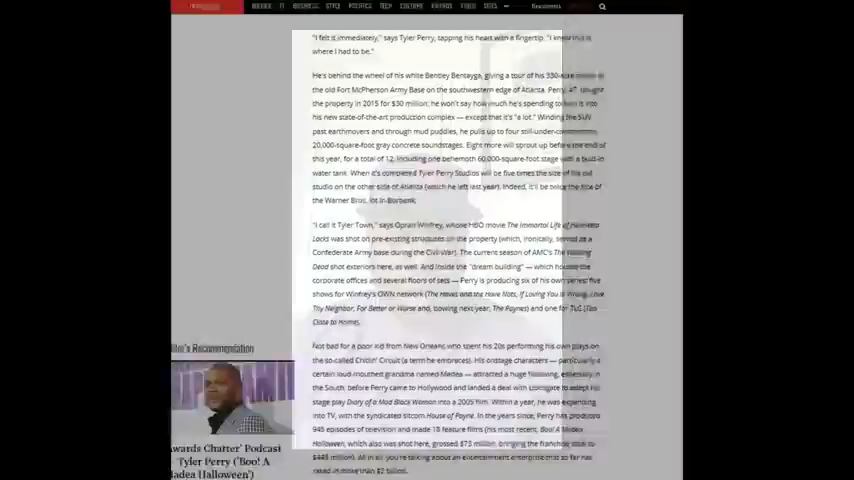 STYLE POLITICS TECH CULTURE VIDEO SITES Newsletters
"I felt it immediately," says Tyler Perry, tapping his heart with a fingertip. "I knew this is
where I had to be."
He's behind the wheel of his white Bentley Bentayga, giving a tour of his 330-acre
the old Fort McPherson Army Base on the southwestern edge of Atlanta. Perry, 47, bought
the property in 2015 for $30 million; he won't say how much he's spending to turn it into
his new state-of-the-art production complex — except that it's "a lot." Winding the SUV
past earthmovers and through mud puddles, he pulls up to four still-under-construction,
20,000-square-foot gray concrete soundstages. Eight more will sprout up before the end of
this year, for a total of 12, including one behemoth 60,000-square-foot stage with a built-in
water tank. When it's completed Tyler Perry Studios will be five times the size of his old
studio on the other side of Atlanta (which he left last year). Indeed, it'll be twice the size of
the Warner Bros. lot in Burbank.
"I call it Tyler Town," says Oprah Winfrey, whose HBO movie The Immortal Life of Henrietta
Lacks was shot on pre-existing structures on the property (which, ironically, served as a
Confederate Army base during the Civil War). The current season of AMC's The Walking
Dead shot exteriors here, as well. And inside the "dream building" — which houses the
corporate offices and several floors of sets — Perry is producing six of his own series: five
shows for Winfrey's OWN network (The Haves and the Have Nots, If Loving You Is Wrong, Love
Thy Neighbor, For Better or Worse and, bowing next year, The Paynes) and one for TLC (Too
Close to Home).
Not bad for a poor kid from New Orleans who spent his 20s performing his own plays on
the so-called Chitlin' Circuit (a term he embraces). His onstage characters — particularly a
certain loud-mouthed grandma named Madea — attracted a huge following, especially in
the South, before Perry came to Hollywood and landed a deal with Lionsgate to adapt his
stage play Diary of a Mad Black Woman into a 2005 film. Within a year, he was expanding
into TV, with the syndicated sitcom House of Payne. In the years since, Perry has produced
945 episodes of television and made 18 feature films (his most recent, Boo! A Madea
Halloween, which also was shot here, grossed $73 million, bringing the franchise total to
$449 million). All in all you're talking about an entertainment enterprise that so far has
raked in more than $2 billion.
Recommendation
Awards Chatter' Podcast
Tyler Perry ('Boo! A
Madea Halloween')